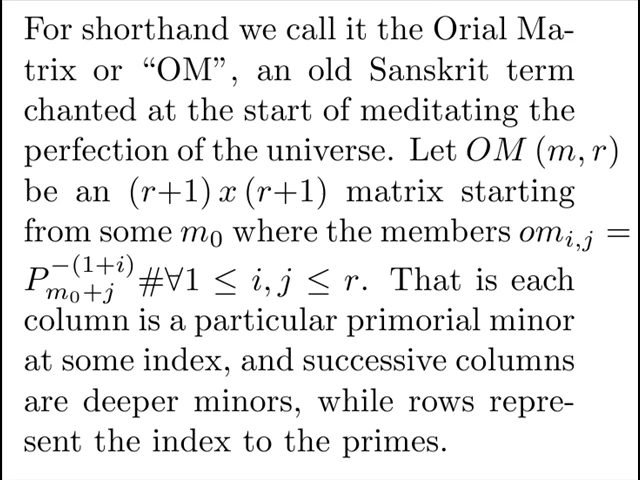 For shorthand we call it the Orial Ma-
trix or “OM”, an old Sanskrit term
chanted at the start of meditating the
perfection of the universe. Let OM (m, r)
be an (r+1) x (r+1) matrix starting
from some m₀ where the members omᵢ,ⱼ =
P_{m₀+j}^{−(1+i)}#∀1 ≤ i, j ≤ r. That is each
column is a particular primorial minor
at some index, and successive columns
are deeper minors, while rows repre-
sent the index to the primes.